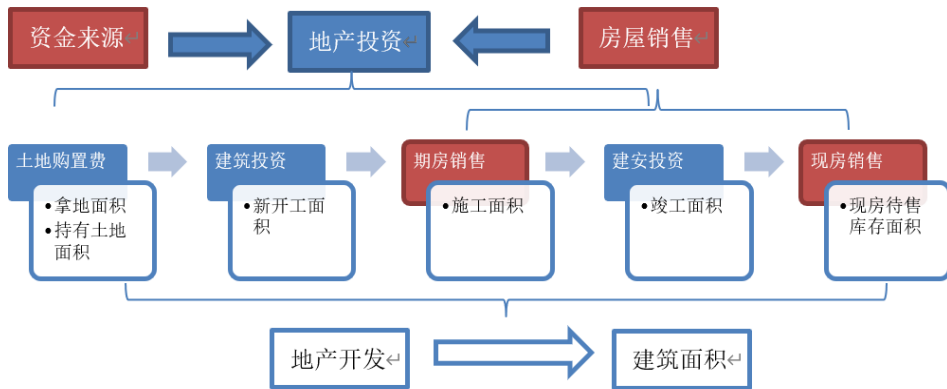 资金来源
地产投资
房屋销售
土地购置费
建筑投资
期房销售
建安投资
现房销售
•拿地面积
•持有土地
面积
•新开工面
积
•施工面积
•竣工面积
•现房待售
库存面积
地产开发
建筑面积